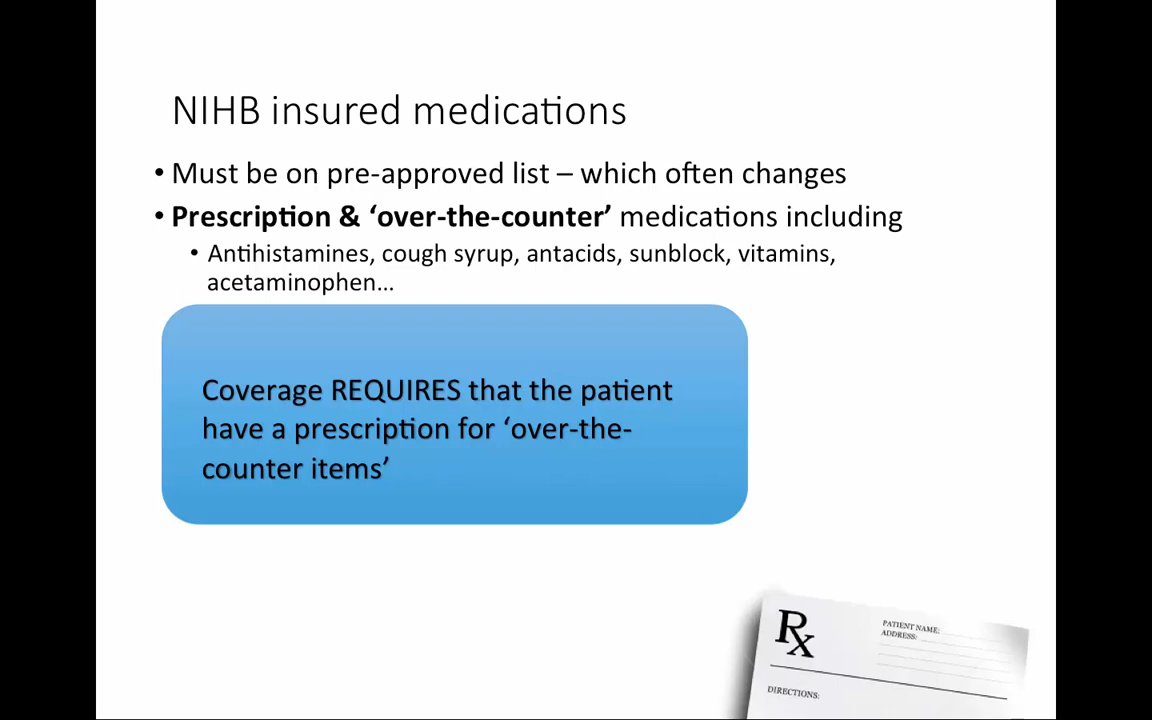 NIHB insured medications
• Must be on pre-approved list – which often changes
• Prescription & ‘over-the-counter’ medications including
• Antihistamines, cough syrup, antacids, sunblock, vitamins,
acetaminophen…
Coverage REQUIRES that the patient
have a prescription for ‘over-the-
counter items’
Rx
PATIENT NAME:
ADDRESS:
DIRECTIONS: